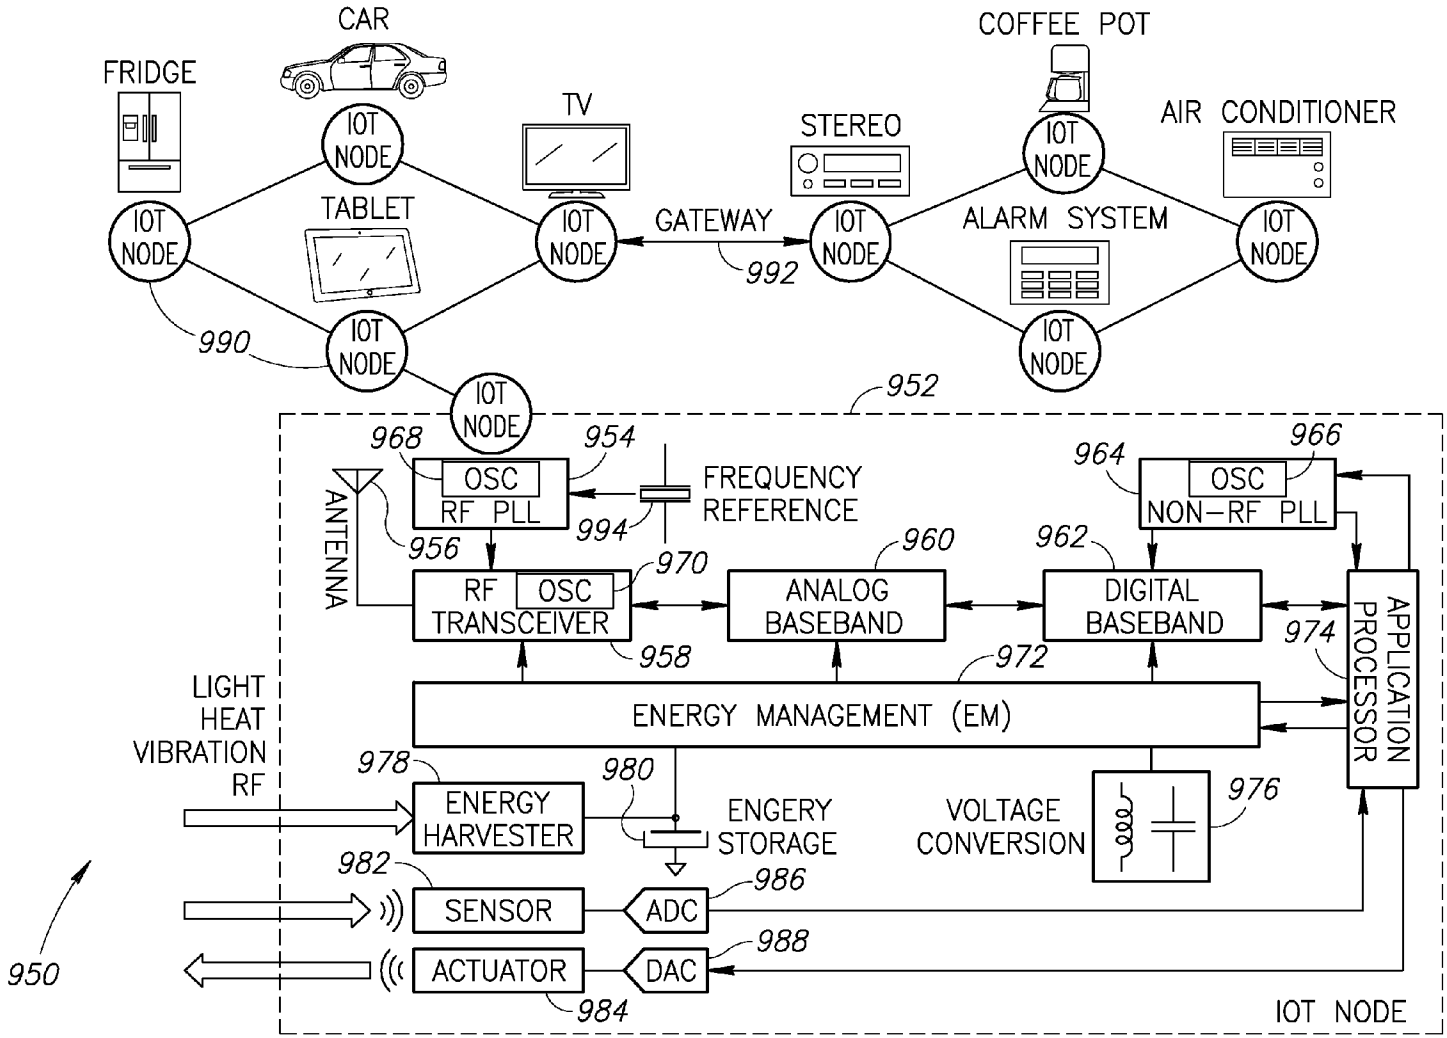 CAR
COFFEE POT
FRIDGE
TV
STEREO
AIR CONDITIONER
IOT
NODE
IOT
NODE
TABLET
ALARM SYSTEM
IOT
NODE
IOT
NODE
GATEWAY
992
IOT
NODE
IOT
NODE
990
IOT
NODE
IOT
NODE
IOT
NODE
952
968
OSC
RF PLL
954
994
FREQUENCY
REFERENCE
964
OSC
NON-RF PLL
966
ANTENNA
956
RF
OSC
TRANSCEIVER
970
958
ANALOG
BASEBAND
960
DIGITAL
BASEBAND
962
APPLICATION
PROCESSOR
974
ENERGY MANAGEMENT (EM)
972
LIGHT
HEAT
VIBRATION
RF
978
ENERGY
HARVESTER
980
ENGERY
STORAGE
VOLTAGE
CONVERSION
976
982
SENSOR
ADC
986
ACTUATOR
984
DAC
988
950
IOT NODE